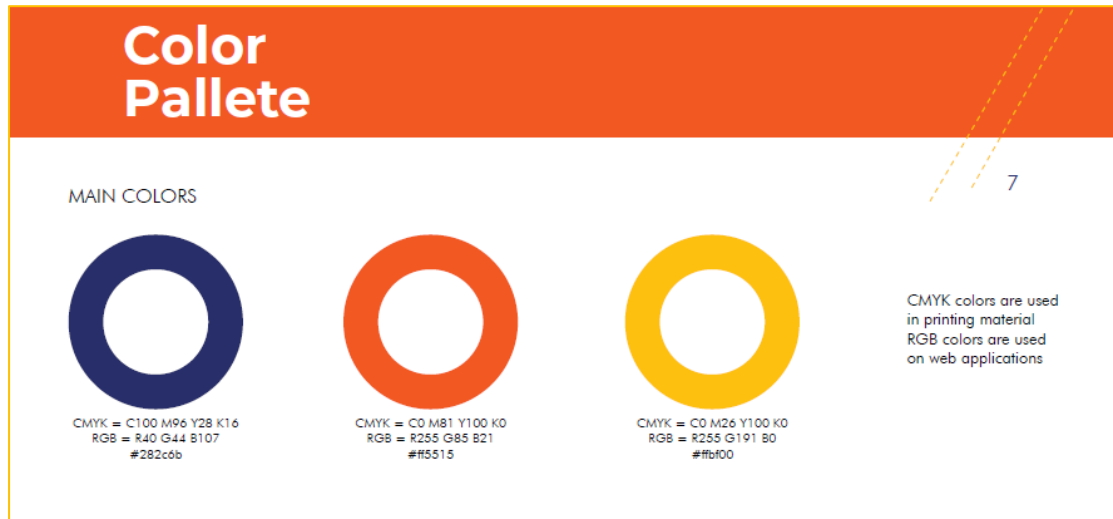 Color
Pallete
7
MAIN COLORS
CMYK = C100 M96 Y28 K16
RGB = R40 G44 B107
#282c6b
CMYK = C0 M81 Y100 K0
RGB = R255 G85 B21
#ff5515
CMYK = C0 M26 Y100 K0
RGB = R255 G191 B0
#ffbf00
CMYK colors are used
in printing material
RGB colors are used
on web applications